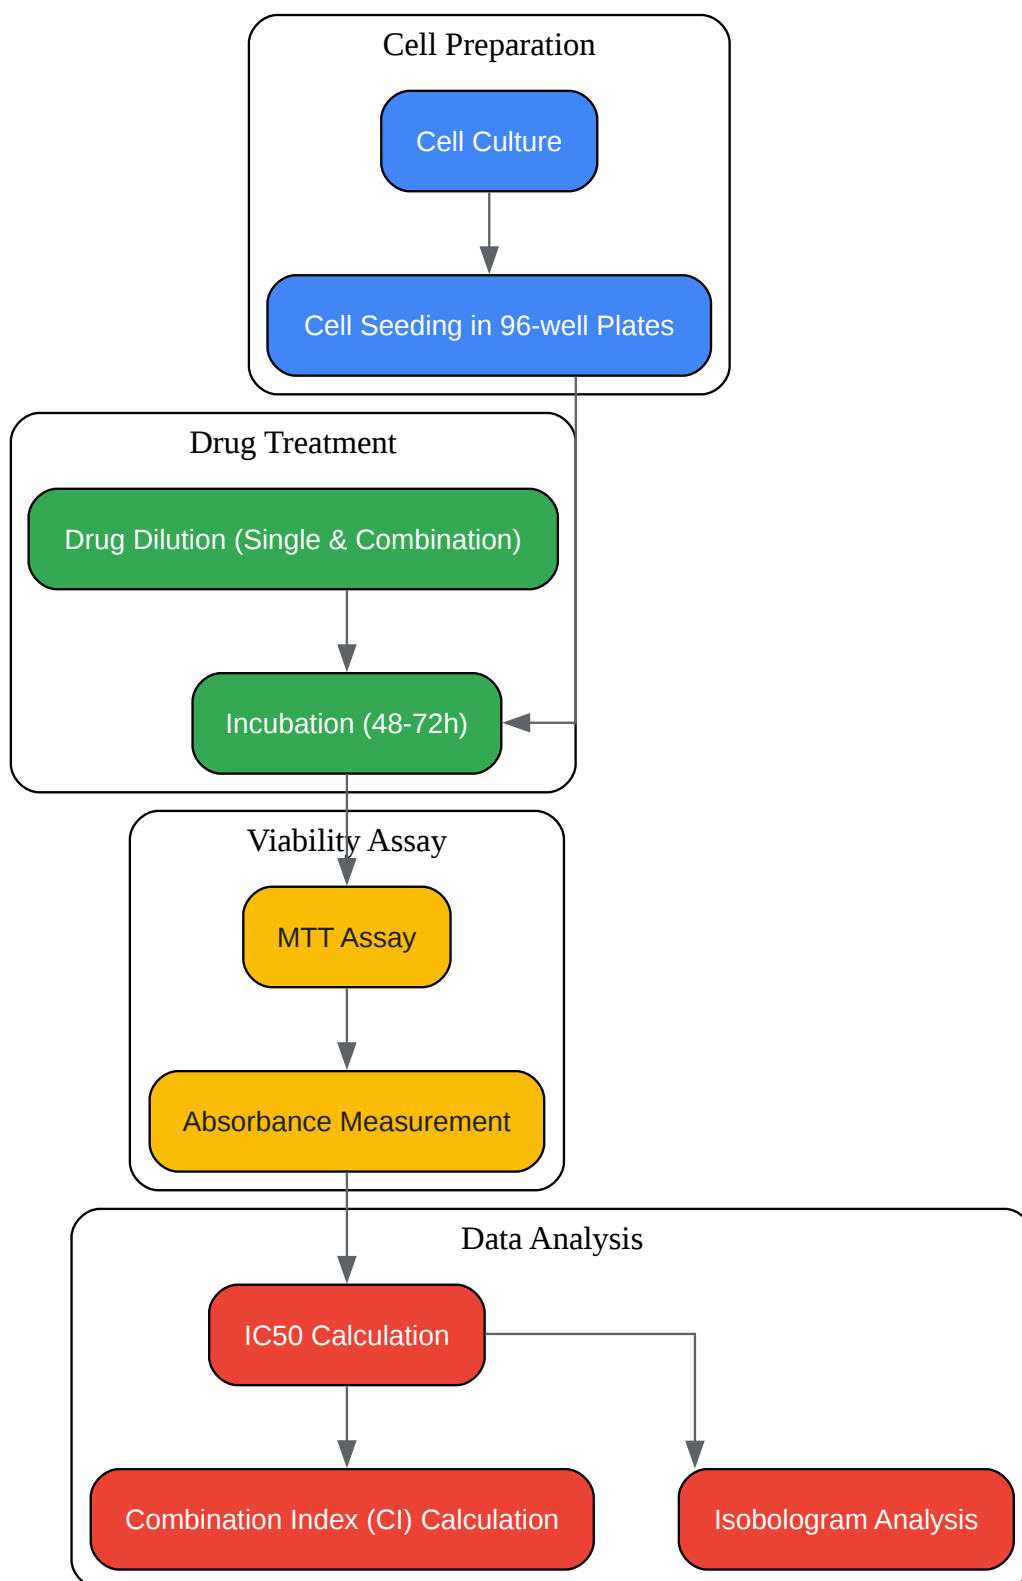 Cell Preparation
Cell Culture
Cell Seeding in 96-well Plates
Drug Treatment
Drug Dilution (Single & Combination)
Incubation (48-72h)
Viability Assay
MTT Assay
Absorbance Measurement
Data Analysis
IC50 Calculation
Combination Index (CI) Calculation
Isobologram Analysis